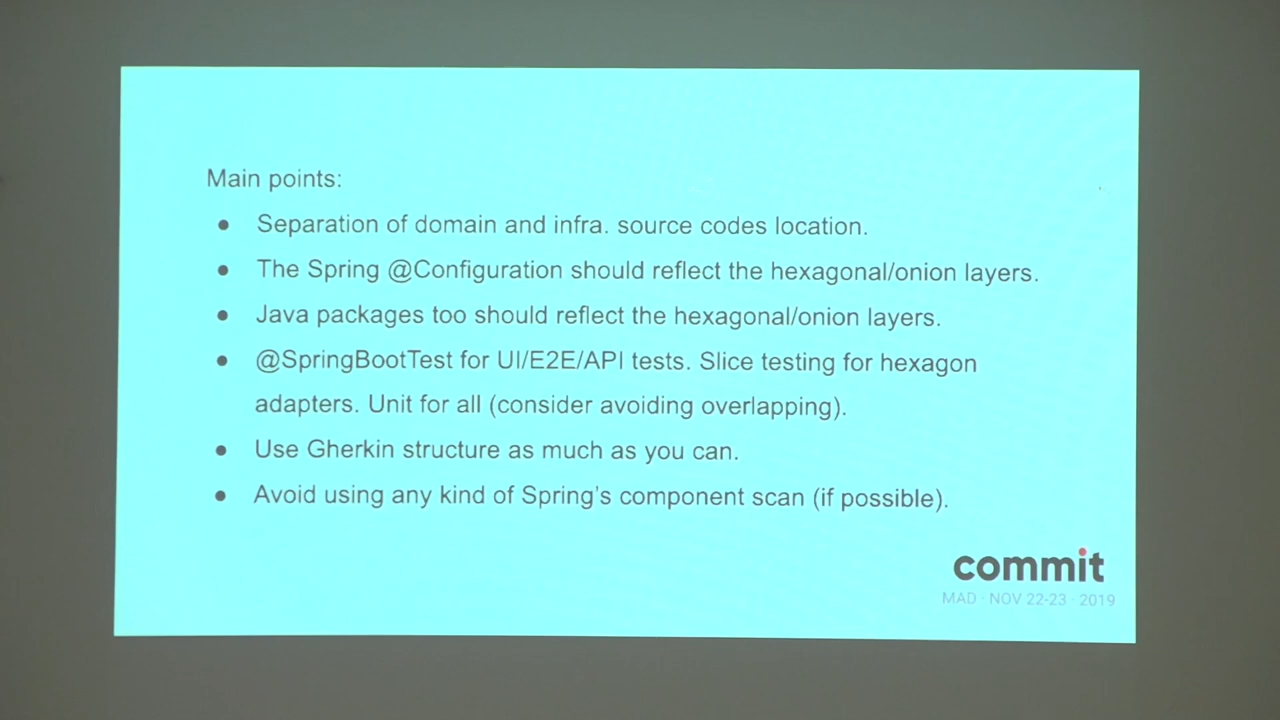 Main points:
● Separation of domain and infra. source codes location.
● The Spring @Configuration should reflect the hexagonal/onion layers.
● Java packages too should reflect the hexagonal/onion layers.
● @SpringBootTest for UI/E2E/API tests. Slice testing for hexagon
adapters. Unit for all (consider avoiding overlapping).
● Use Gherkin structure as much as you can.
● Avoid using any kind of Spring's component scan (if possible).
commit
MAD · NOV 22-23 · 2019